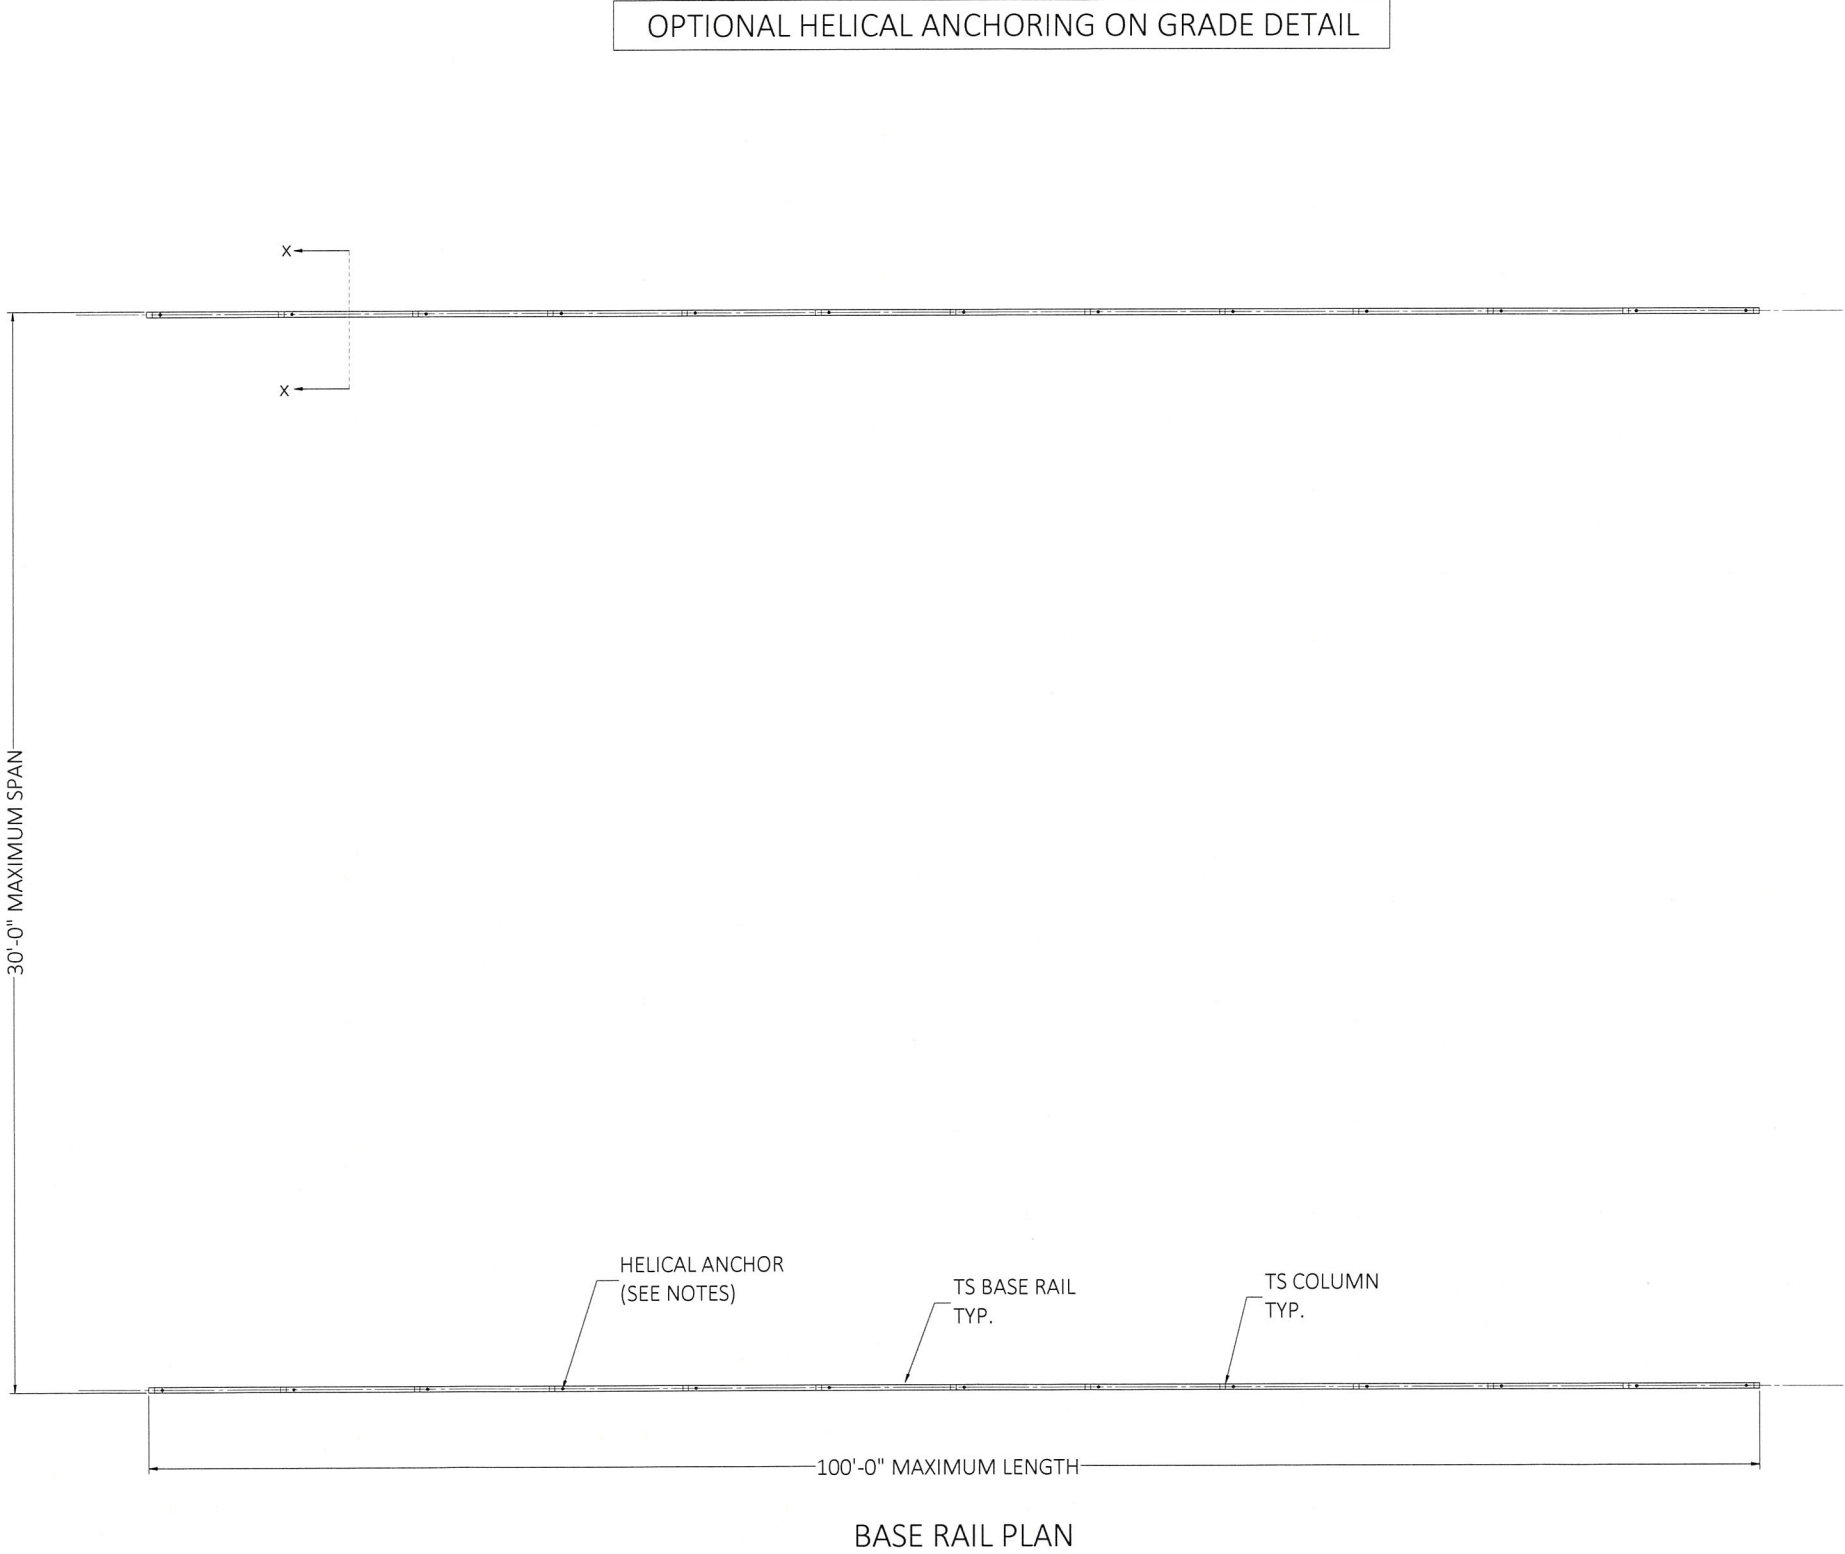 OPTIONAL HELICAL ANCHORING ON GRADE DETAIL
X
X
30'-0" MAXIMUM SPAN
HELICAL ANCHOR
(SEE NOTES)
TS BASE RAIL
TYP.
TS COLUMN
TYP.
100'-0" MAXIMUM LENGTH
BASE RAIL PLAN